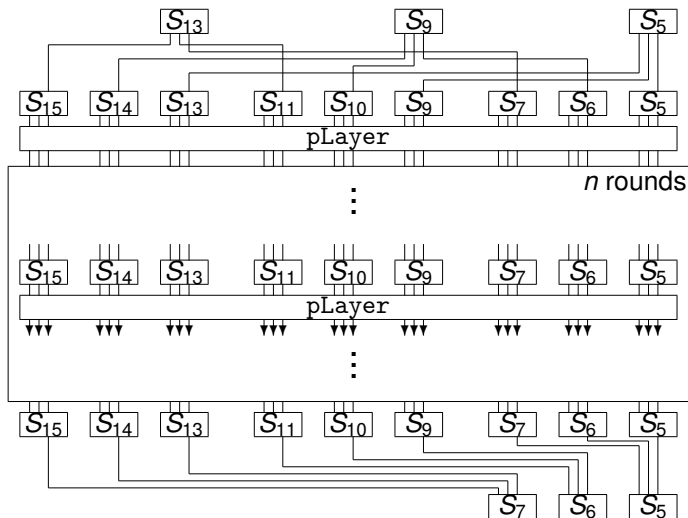 S13 S9 S5
S15 S14 S13 S11 S10 S9 S7 S6 S5
pLayer
n rounds
S15 S14 S13 S11 S10 S9 S7 S6 S5
pLayer
S15 S14 S13 S11 S10 S9 S7 S6 S5
S7 S6 S5